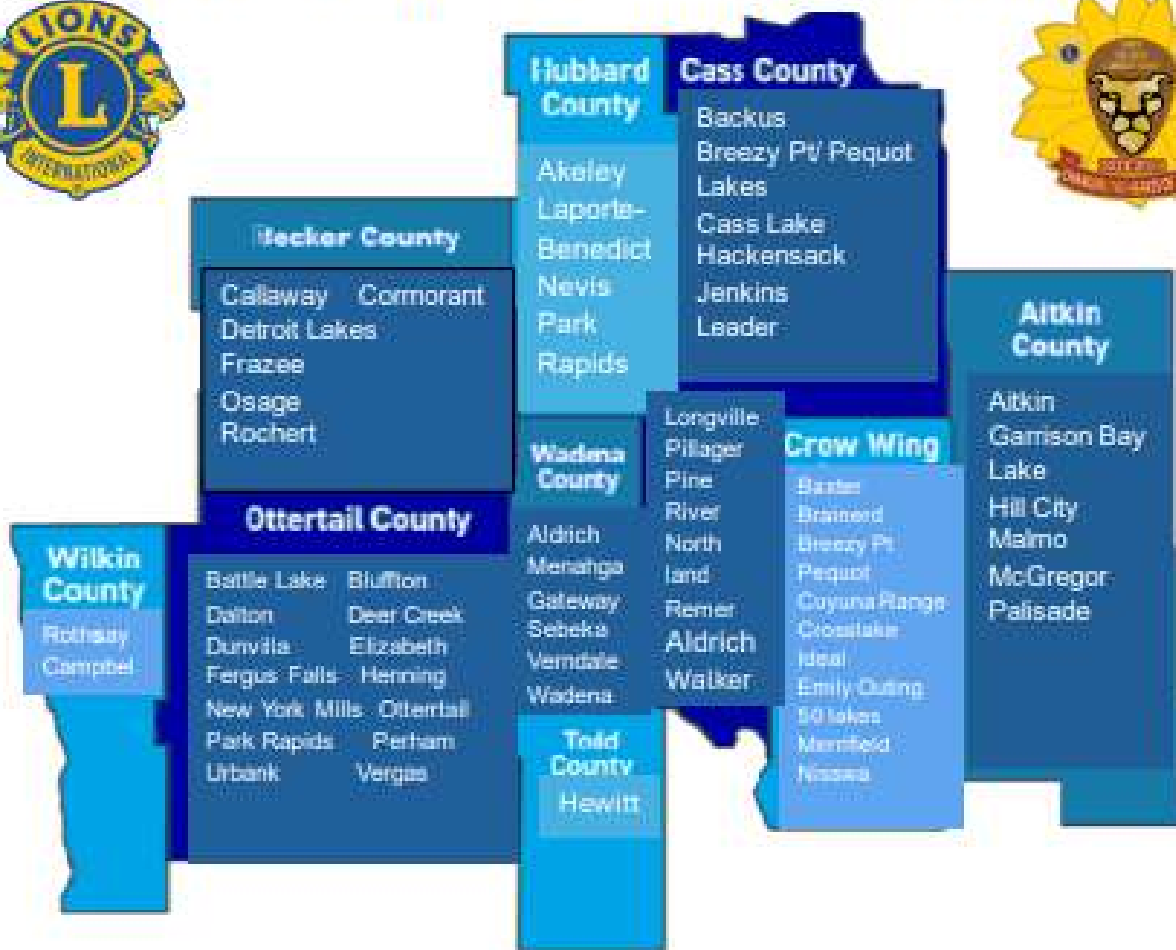 LIONS
L
INTERNATIONAL
Hubbard
County
Akeley
Laporte-
Benedict
Nevis
Park
Rapids
Cass County
Backus
Breezy Pt/ Pequot
Lakes
Cass Lake
Hackensack
Jenkins
Leader
Longville
Pillager
Pine
River
North
land
Remer
Aldrich
Walker
Becker County
Callaway Cormorant
Detroit Lakes
Frazee
Osage
Rochert
Aitkin
County
Aitkin
Garrison Bay
Lake
Hill City
Malmo
McGregor
Palisade
Wadena
County
Aldrich
Menahga
Gateway
Sebeka
Verndale
Wadena
Crow Wing
Baxter
Brainerd
Breezy Pt
Pequot
Cuyuna Range
Crosslake
Ideal
Emily Outing
50 lakes
Merrifield
Nisswa
Ottertail County
Battle Lake Bluffton
Dalton Deer Creek
Dunvilla Elizabeth
Fergus Falls Henning
New York Mills Otterrtail
Park Rapids Perham
Urbank Vergas
Wilkin
County
Rothsay
Campbel
Todd
County
Hewitt